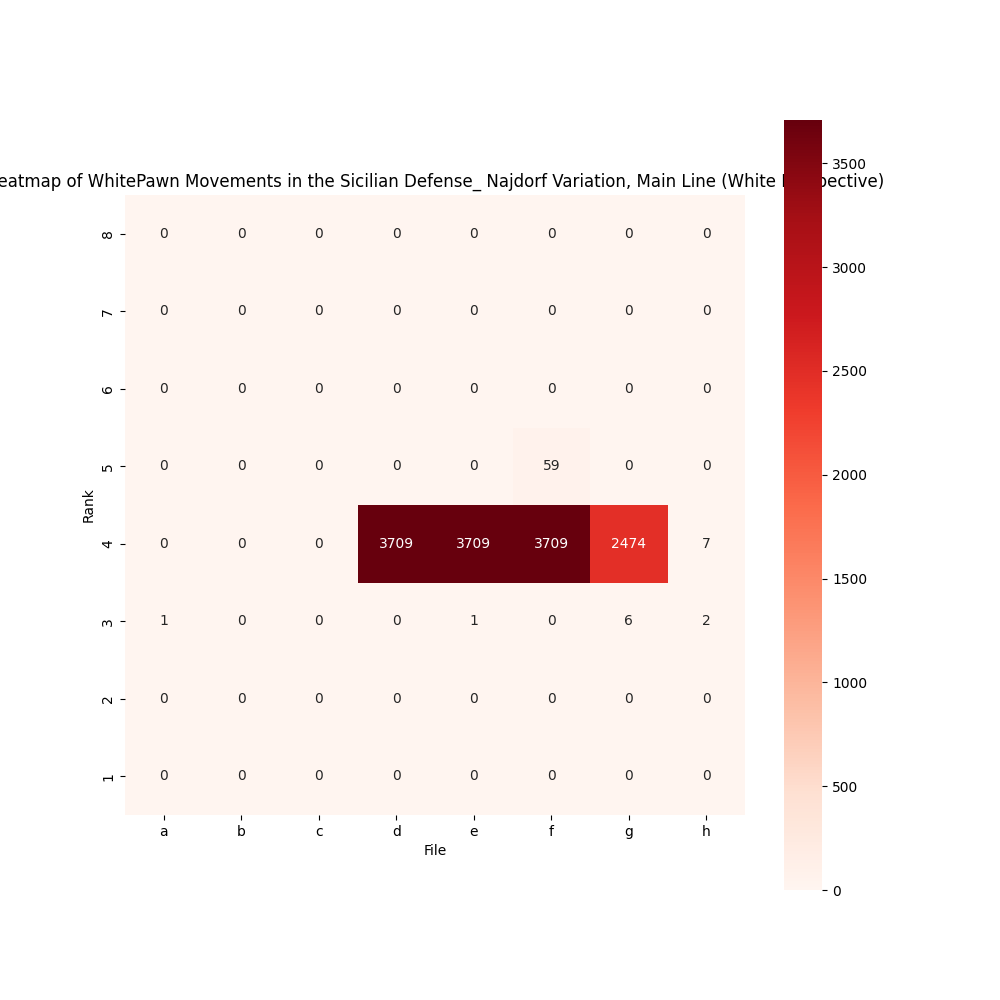 eatmap of WhitePawn Movements in the Sicilian Defense_ Najdorf Variation, Main Line (White pective)
3500
3000
2500
2000
1500
1000
500
0
8 0 0 0 0 0 0 0 0
7 0 0 0 0 0 0 0 0
6 0 0 0 0 0 0 0 0
5 0 0 0 0 0 59 0 0
Rank
4 0 0 0 3709 3709 3709 2474 7
3 1 0 0 0 1 0 6 2
2 0 0 0 0 0 0 0 0
1 0 0 0 0 0 0 0 0
a b c d e f g h
File